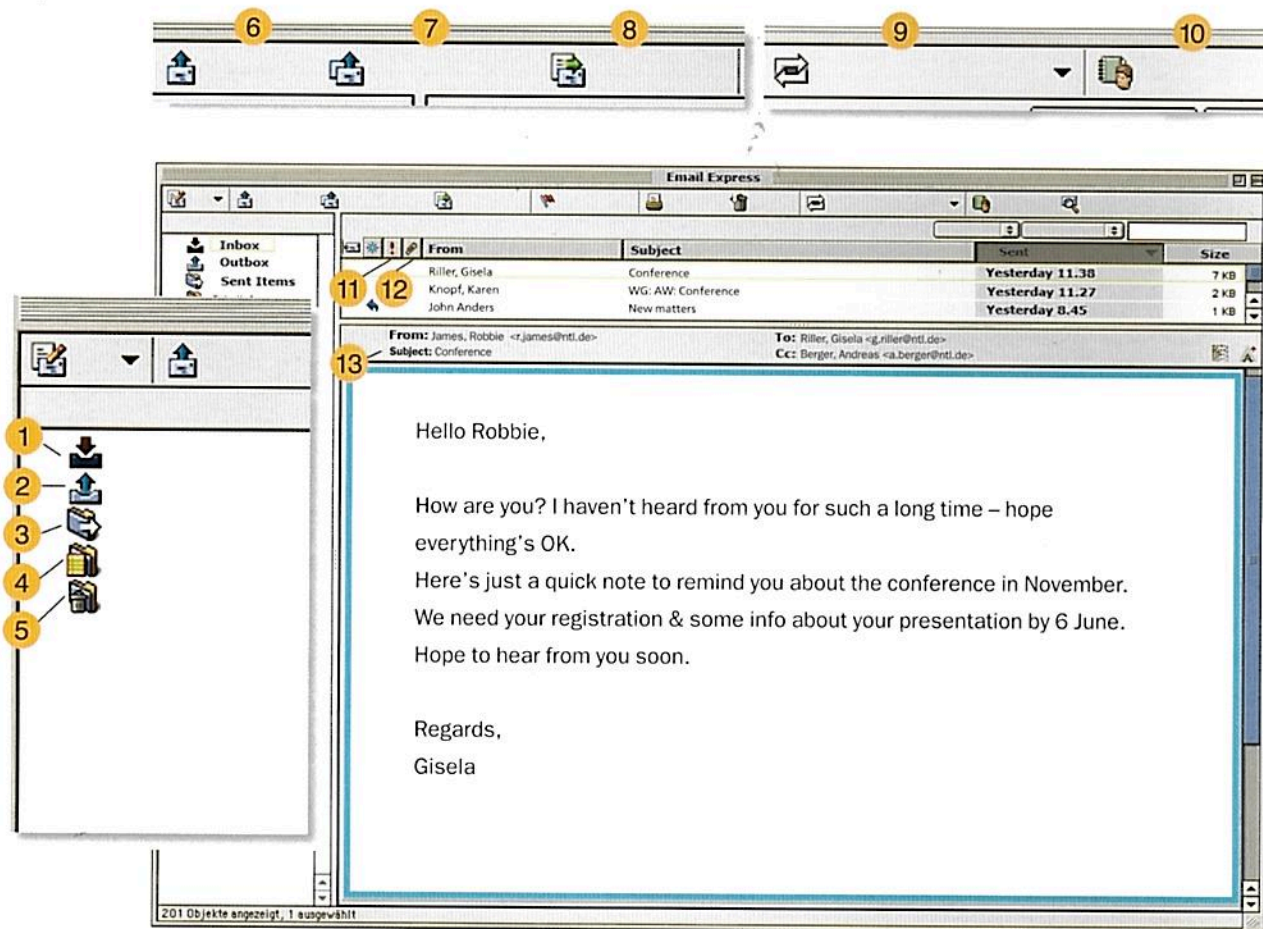 6
7
8
9
10
Email Express
Inbox
Outbox
Sent Items
From
Subject
Sent
Size
11
12
Riller, Gisela
Conference
Yesterday 11.38
7 KB
Knopf, Karen
WG: AW: Conference
Yesterday 11.27
2 KB
John Anders
New matters
Yesterday 8.45
1 KB
From: James, Robbie <r.james@ntl.de>
To: Riller, Gisela <g.riller@ntl.de>
13
Subject: Conference
Cc: Berger, Andreas <a.berger@ntl.de>
1
2
3
4
5
Hello Robbie,
How are you? I haven't heard from you for such a long time – hope
everything's OK.
Here's just a quick note to remind you about the conference in November.
We need your registration & some info about your presentation by 6 June.
Hope to hear from you soon.
Regards,
Gisela
201 Objekte angezeigt, 1 ausgewählt